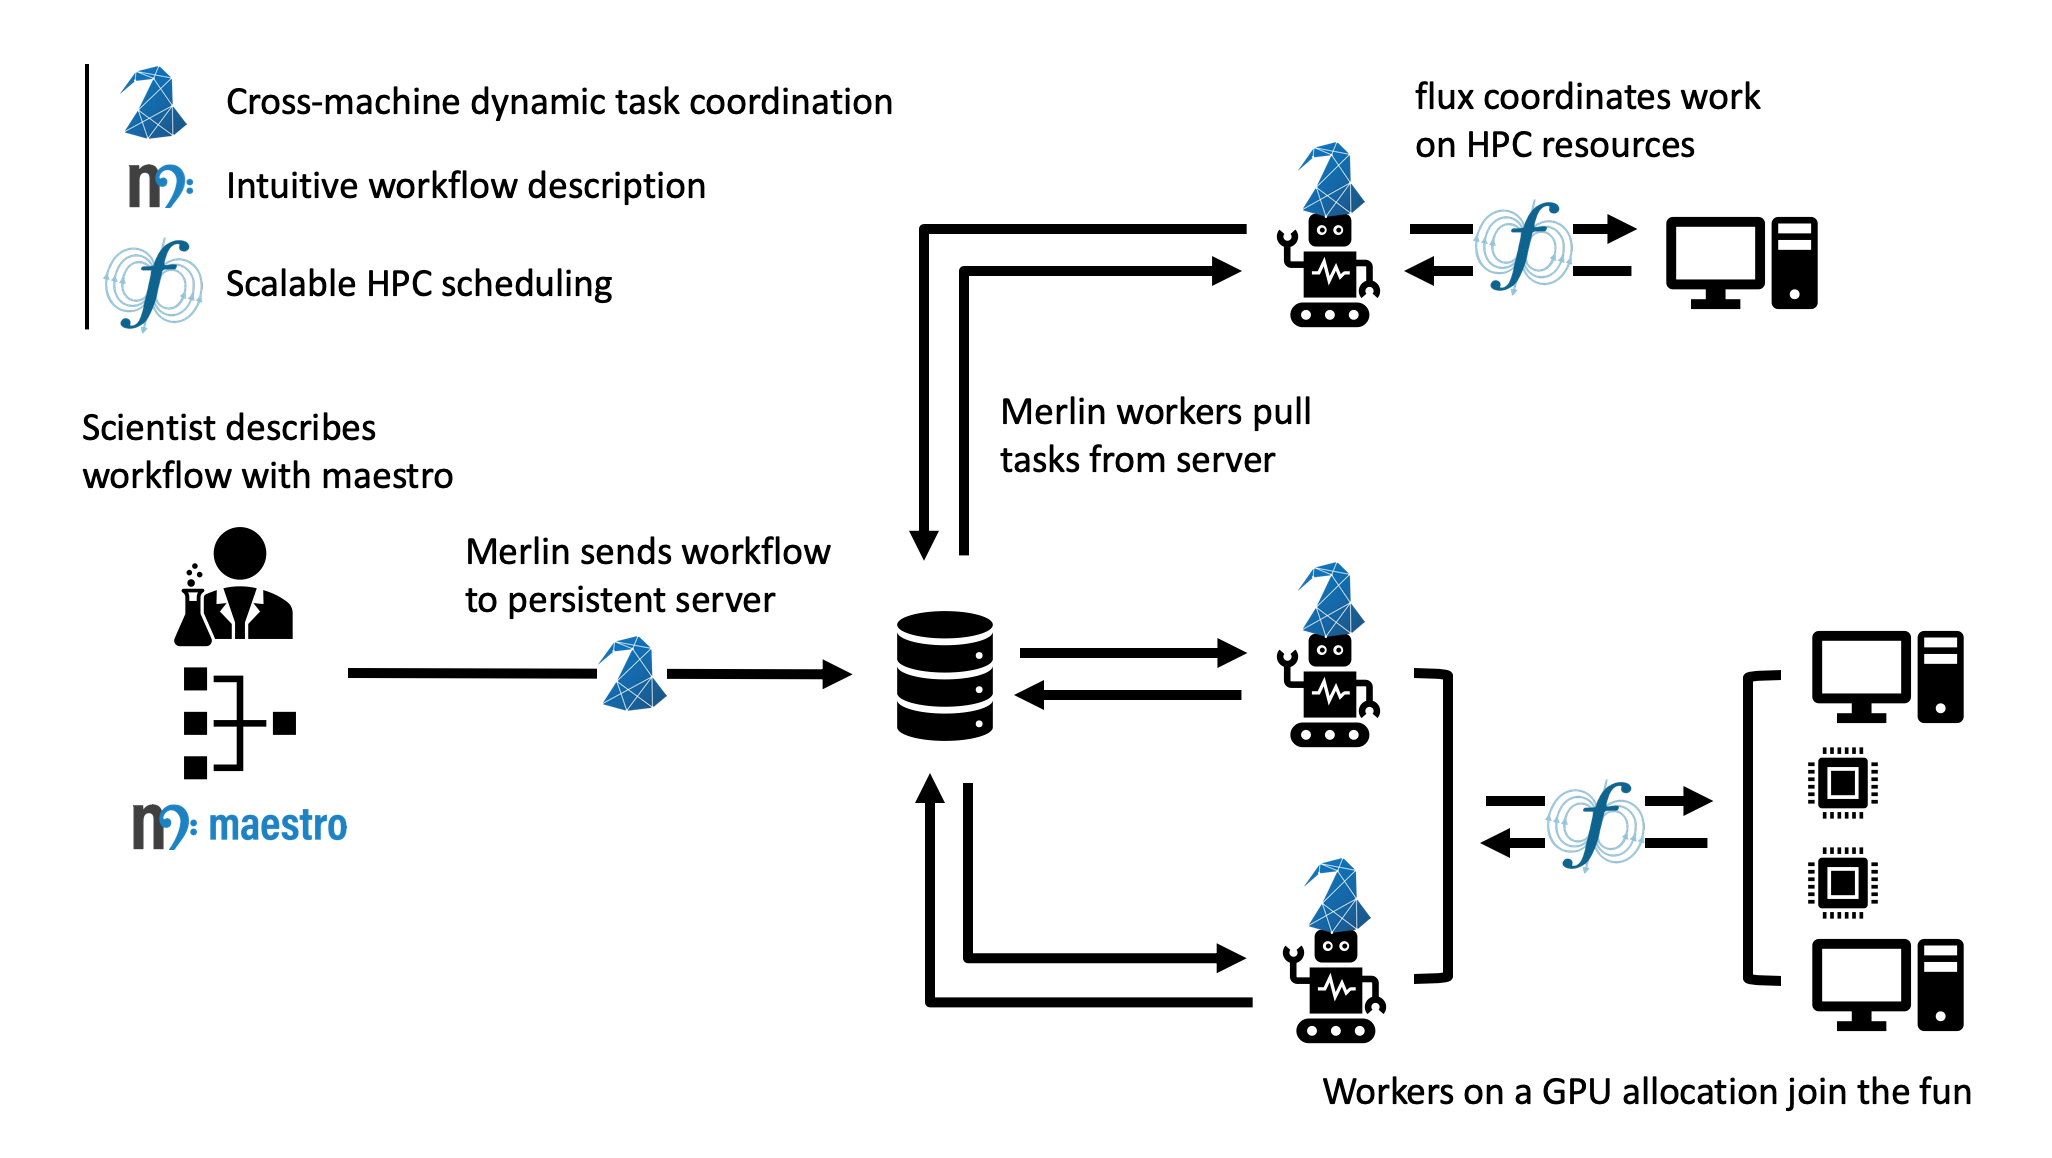 Cross-machine dynamic task coordination
Intuitive workflow description
Scalable HPC scheduling
flux coordinates work
on HPC resources
Scientist describes
workflow with maestro
Merlin workers pull
tasks from server
Merlin sends workflow
to persistent server
maestro
Workers on a GPU allocation join the fun